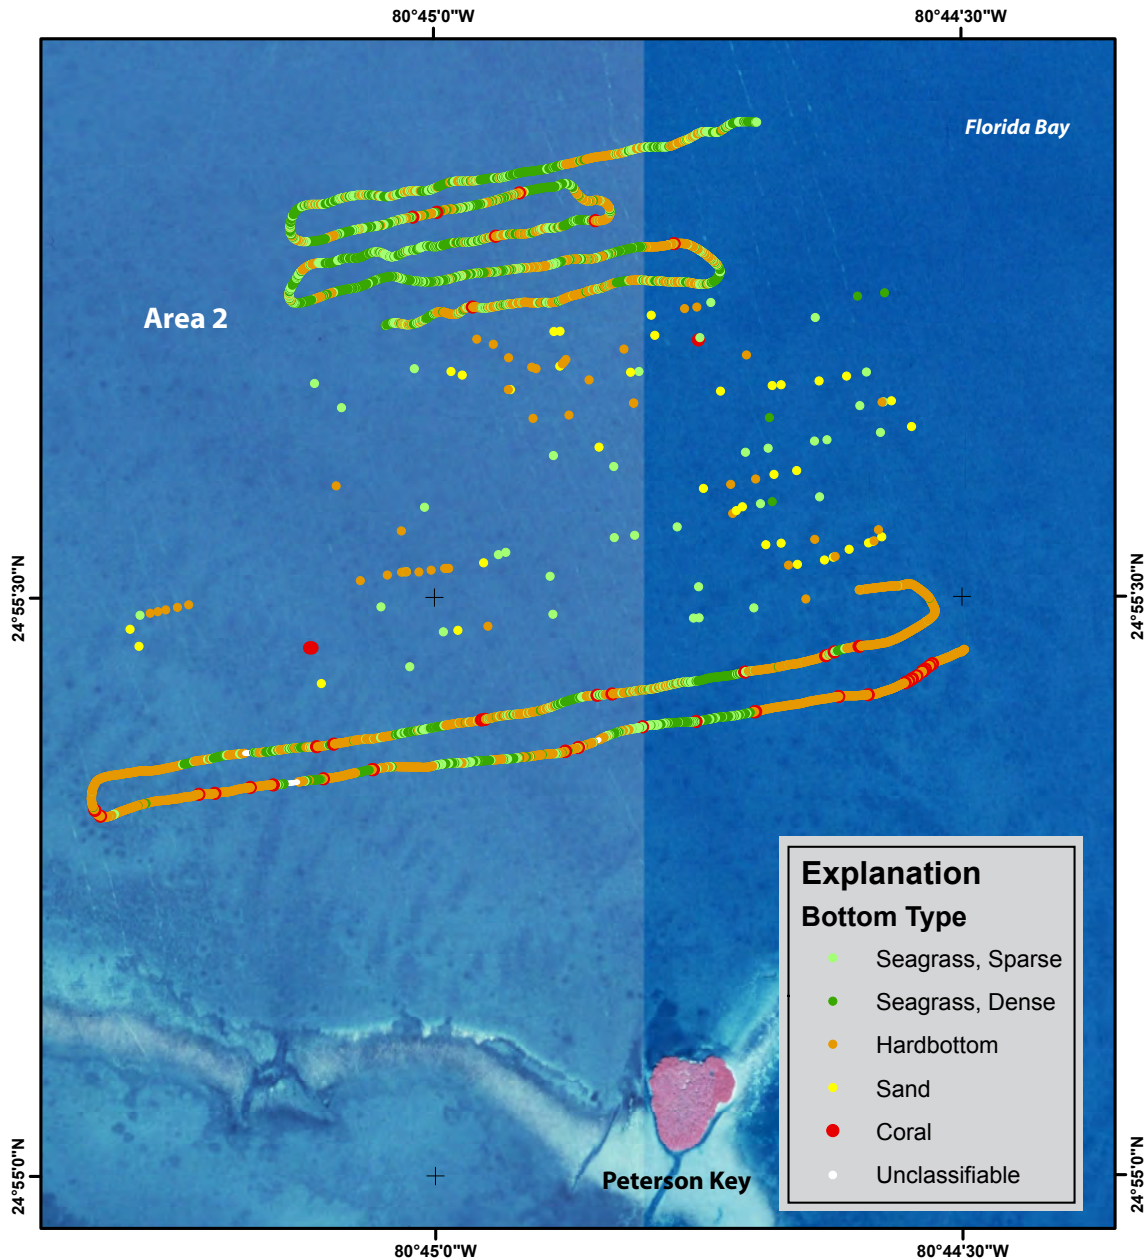 80°45'0"W
80°44'30"W
Florida Bay
Area 2
24°55'30"N
24°55'30"N
Explanation
Bottom Type
Seagrass, Sparse
Seagrass, Dense
Hardbottom
Sand
Coral
Unclassifiable
Peterson Key
24°55'0"N
24°55'0"N
80°45'0"W
80°44'30"W